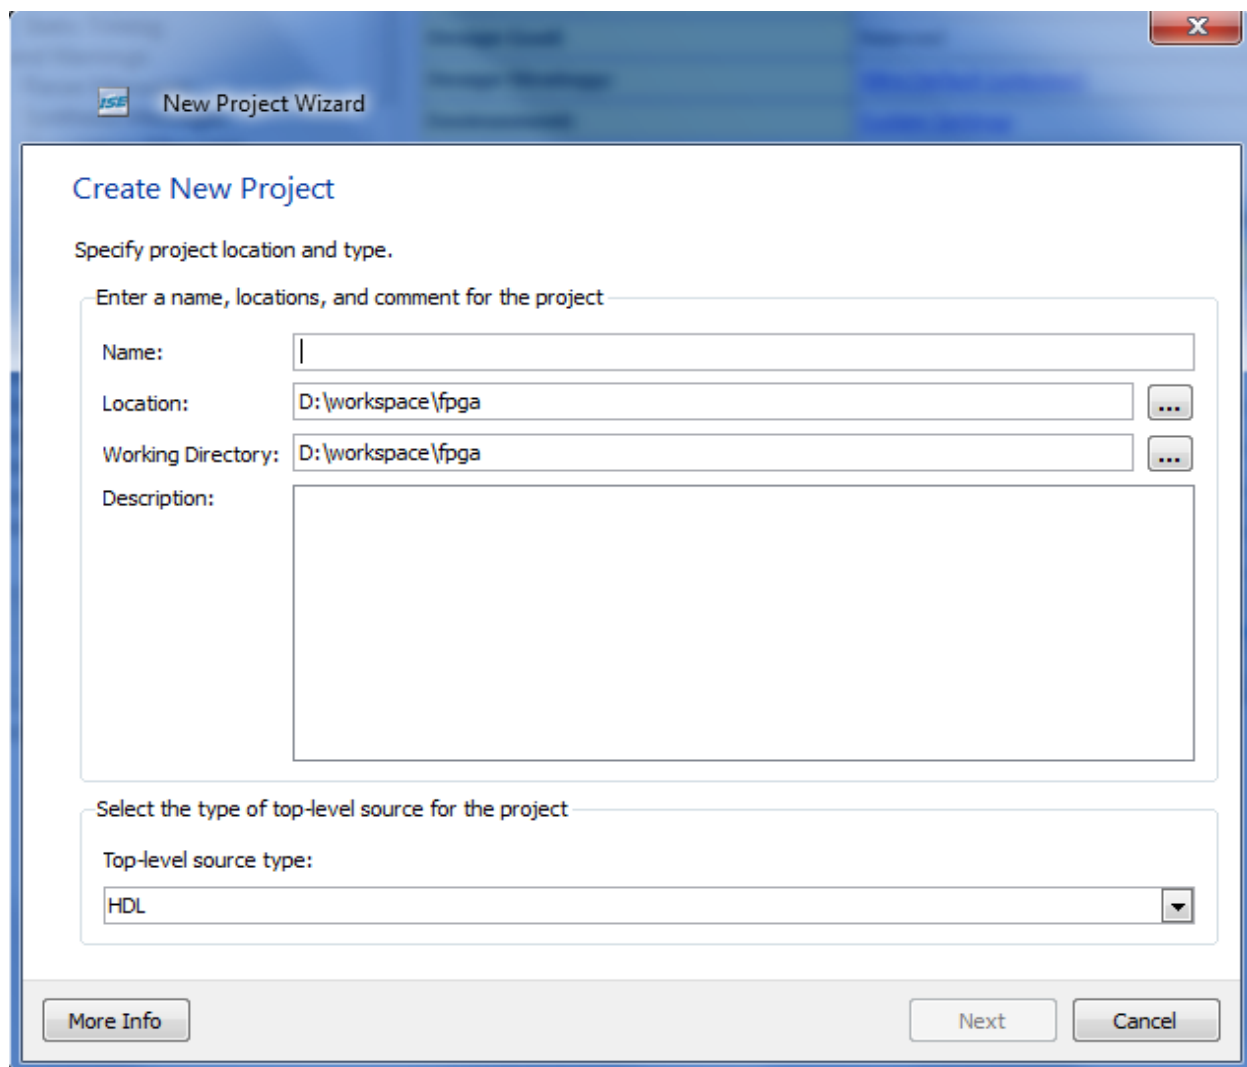 ISE New Project Wizard
Create New Project
Specify project location and type.
Enter a name, locations, and comment for the project
Name:
Location: D:\workspace\fpga ...
Working Directory: D:\workspace\fpga ...
Description:
Select the type of top-level source for the project
Top-level source type:
HDL
More Info Next Cancel